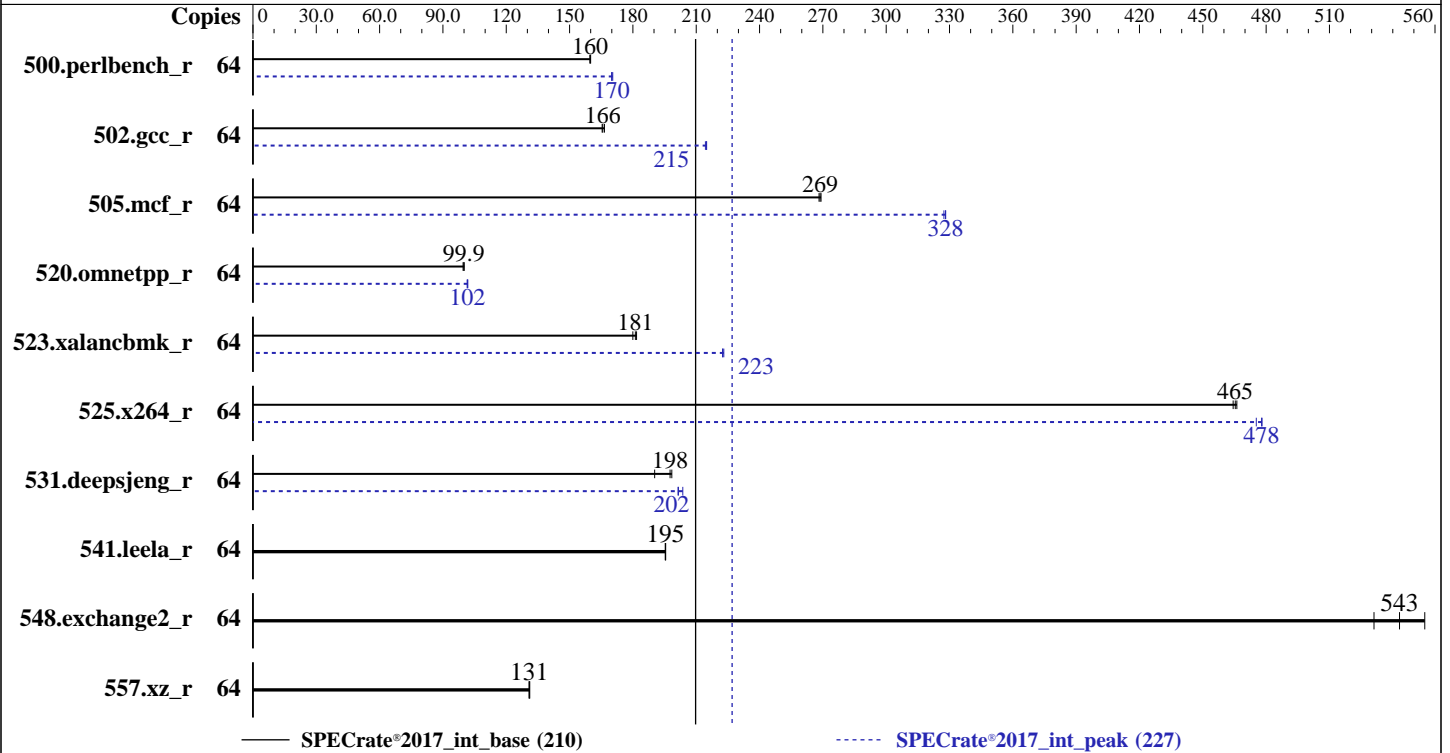 Copies 0 30.0 60.0 90.0 120 150 180 210 240 270 300 330 360 390 420 450 480 510 560
500.perlbench_r 64 160
170
502.gcc_r 64 166
215
505.mcf_r 64 269
328
520.omnetpp_r 64 99.9
102
523.xalancbmk_r 64 181
223
525.x264_r 64 465
478
531.deepsjeng_r 64 198
202
541.leela_r 64 195
548.exchange2_r 64 543
557.xz_r 64 131
SPECrate®2017_int_base (210) SPECrate®2017_int_peak (227)